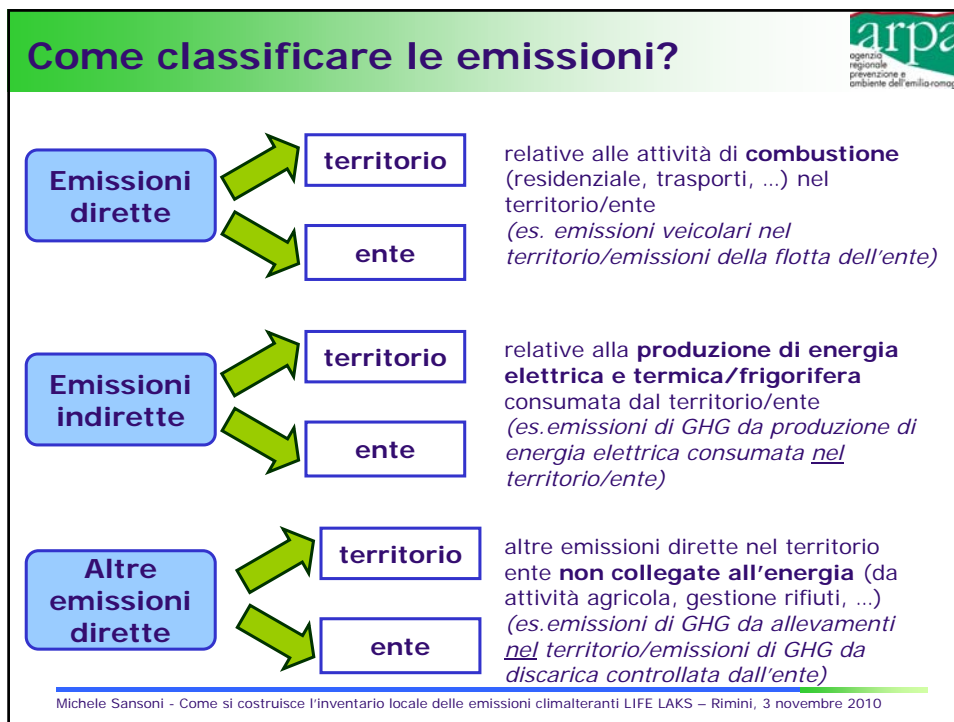 Come classificare le emissioni?
arpa
agenzia
regionale
prevenzione e
ambiente dell'emilia-romag
Emissioni
dirette
territorio
ente
relative alle attività di combustione
(residenziale, trasporti, …) nel
territorio/ente
(es. emissioni veicolari nel
territorio/emissioni della flotta dell'ente)
Emissioni
indirette
territorio
ente
relative alla produzione di energia
elettrica e termica/frigorifera
consumata dal territorio/ente
(es.emissioni di GHG da produzione di
energia elettrica consumata nel
territorio/ente)
Altre
emissioni
dirette
territorio
ente
altre emissioni dirette nel territorio
ente non collegate all'energia (da
attività agricola, gestione rifiuti, …)
(es.emissioni di GHG da allevamenti
nel territorio/emissioni di GHG da
discarica controllata dall'ente)
Michele Sansoni - Come si costruisce l'inventario locale delle emissioni climalteranti LIFE LAKS – Rimini, 3 novembre 2010